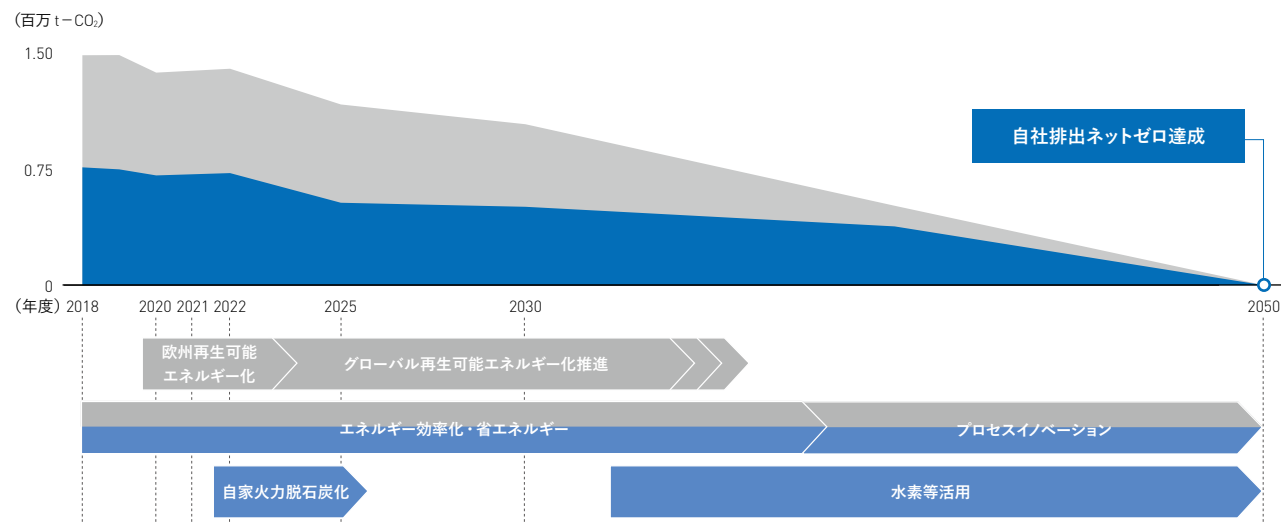 （百万 t－CO₂）
1.50
自社排出ネットゼロ達成
0.75
0
（年度） 2018 2020 2021 2022 2025 2030 2050
欧州再生可能
エネルギー化
グローバル再生可能エネルギー化推進
エネルギー効率化・省エネルギー
プロセスイノベーション
自家火力脱石炭化
水素等活用